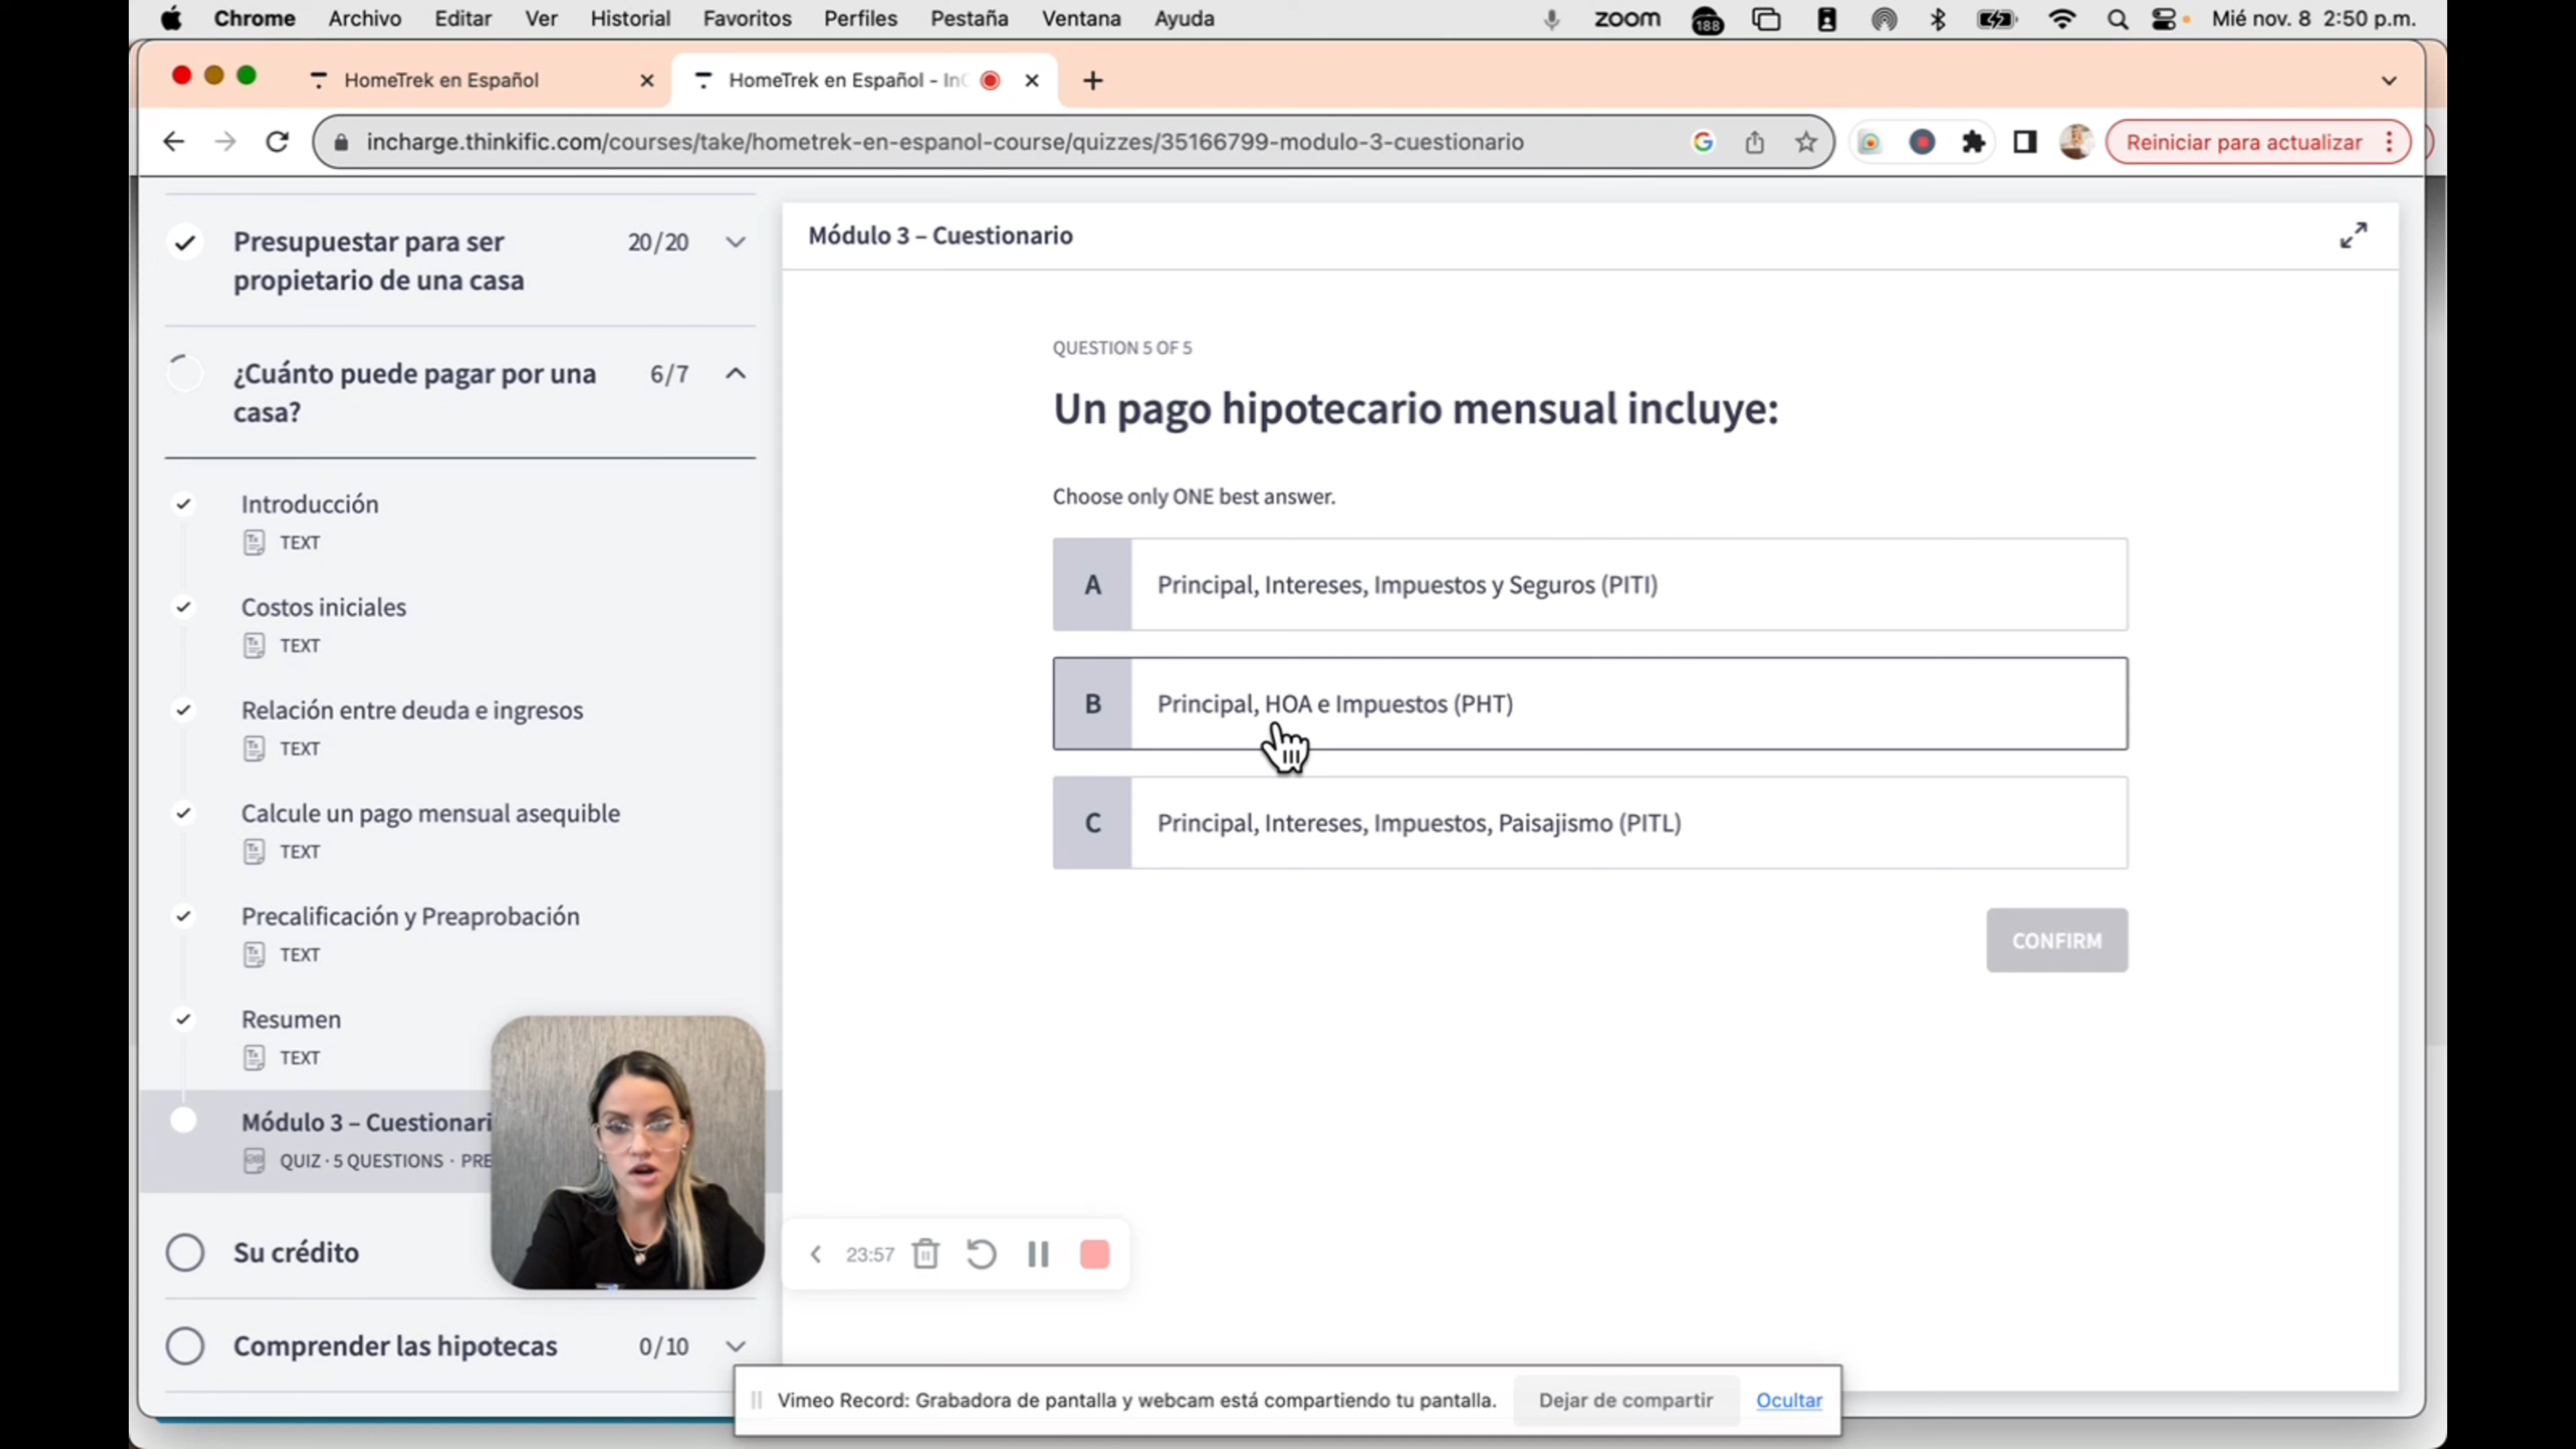 Chrome Archivo Editar Ver Historial Favoritos Perfiles Pestaña Ventana Ayuda zoom 188 Mié nov. 8 2:50 p.m.
HomeTrek en Español HomeTrek en Español - In
incharge.thinkific.com/courses/take/hometrek-en-espanol-course/quizzes/35166799-modulo-3-cuestionario Reiniciar para actualizar
Presupuestar para ser 20/20
propietario de una casa
¿Cuánto puede pagar por una 6/7
casa?
Introducción
TEXT
Costos iniciales
TEXT
Relación entre deuda e ingresos
TEXT
Calcule un pago mensual asequible
TEXT
Precalificación y Preaprobación
TEXT
Resumen
TEXT
Módulo 3 – Cuestionari
QUIZ · 5 QUESTIONS · PRE
Su crédito
Comprender las hipotecas 0/10
Módulo 3 – Cuestionario
QUESTION 5 OF 5
Un pago hipotecario mensual incluye:
Choose only ONE best answer.
A Principal, Intereses, Impuestos y Seguros (PITI)
B Principal, HOA e Impuestos (PHT)
C Principal, Intereses, Impuestos, Paisajismo (PITL)
CONFIRM
23:57
Vimeo Record: Grabadora de pantalla y webcam está compartiendo tu pantalla. Dejar de compartir Ocultar